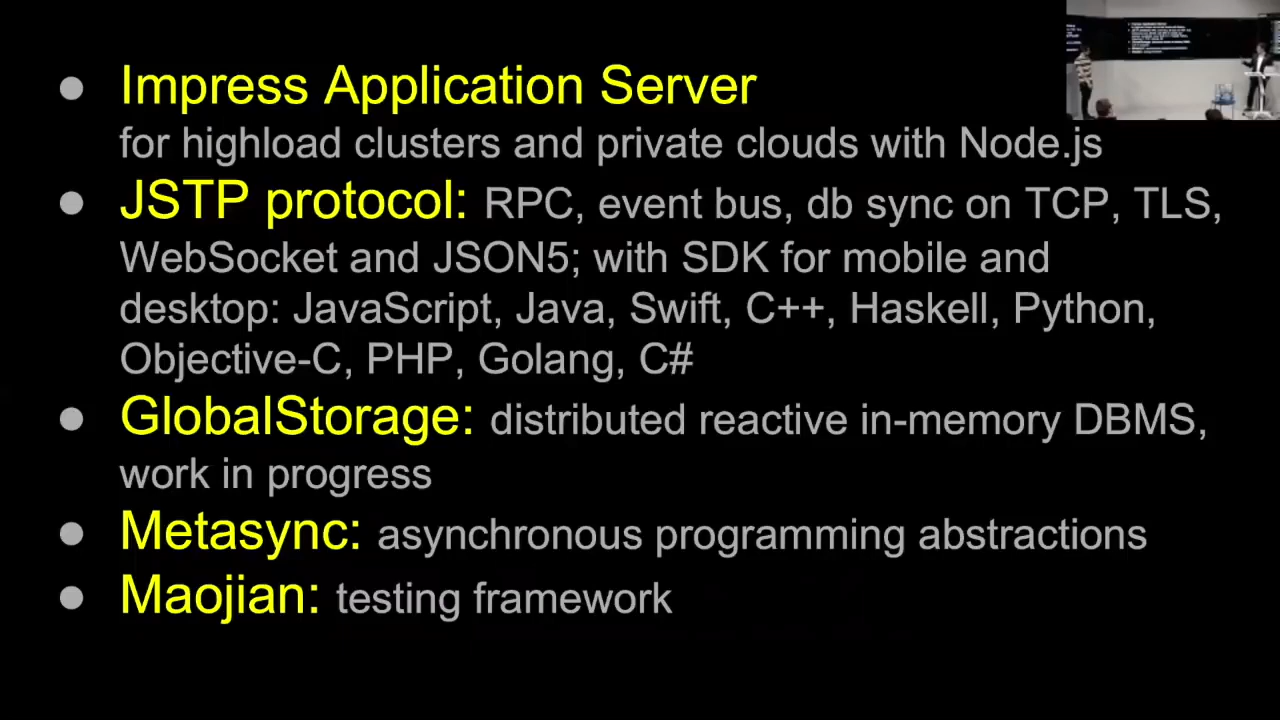 Impress Application Server
for highload clusters and private clouds with Node.js
JSTP protocol: RPC, event bus, db sync on TCP, TLS,
WebSocket and JSON5; with SDK for mobile and
desktop: JavaScript, Java, Swift, C++, Haskell, Python,
Objective-C, PHP, Golang, C#
GlobalStorage: distributed reactive in-memory DBMS,
work in progress
Metasync: asynchronous programming abstractions
Maojian: testing framework